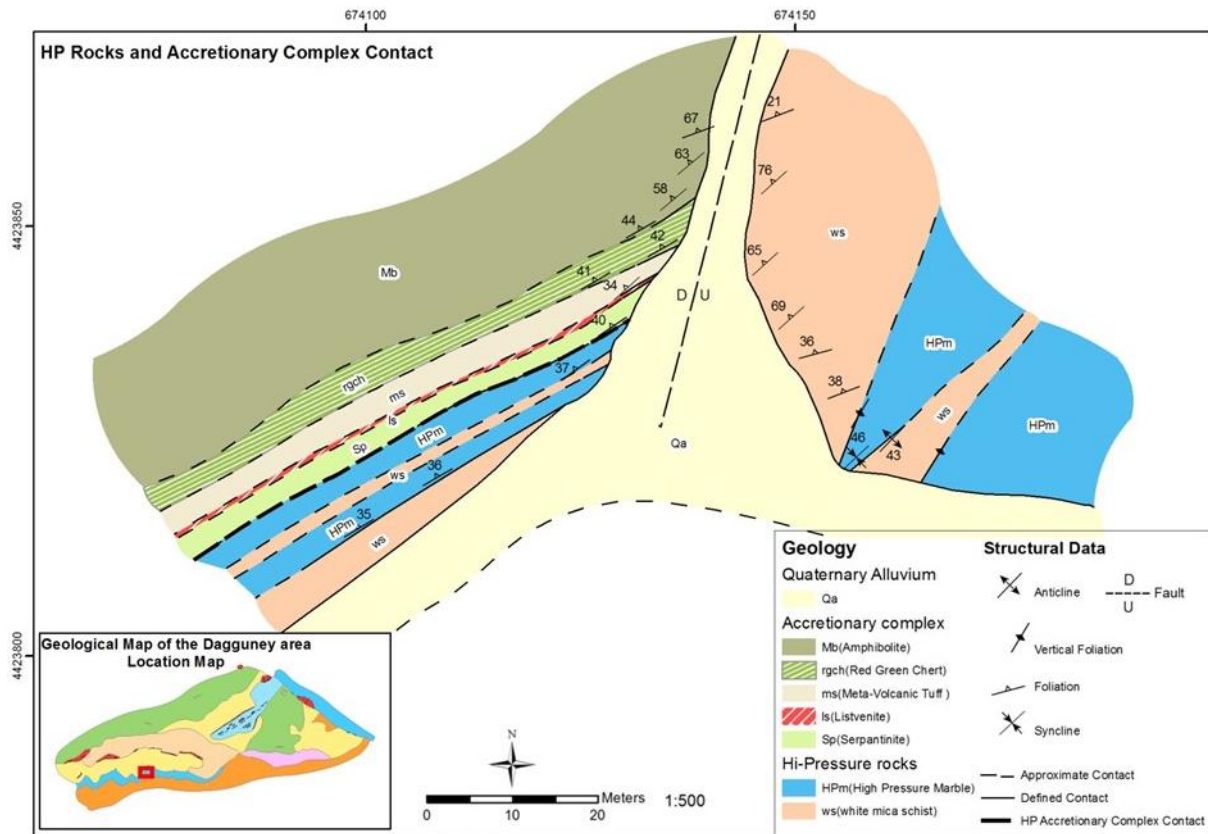 674100
674150
HP Rocks and Accretionary Complex Contact
4423850
4423800
67
63
58
44
42
41
34
40
37
36
35
21
76
65
69
36
38
46
43
Mb
rgch
ms
ls
Sp
HPm
ws
HPm
ws
D U
Qa
ws
HPm
ws
HPm
Geological Map of the Dagguney area
Location Map
N
Meters
0 10 20
1:500
Geology
Quaternary Alluvium
Qa
Accretionary complex
Mb(Amphibolite)
rgch(Red Green Chert)
ms(Meta-Volcanic Tuff )
ls(Listvenite)
Sp(Serpantinite)
Hi-Pressure rocks
HPm(High Pressure Marble)
ws(white mica schist)
Structural Data
Anticline
D
U
Fault
Vertical Foliation
Foliation
Syncline
Approximate Contact
Defined Contact
HP Accretionary Complex Contact